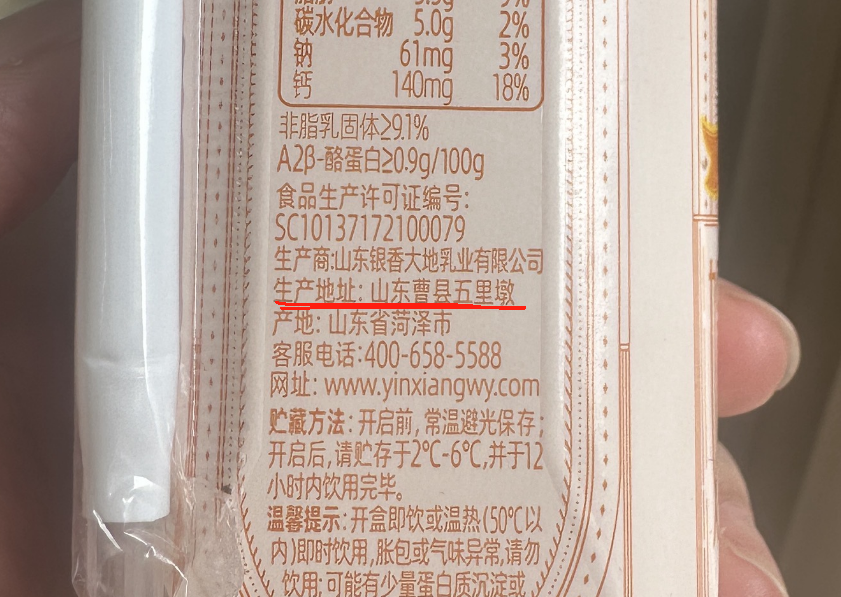 碳水化合物 5.0g 2%
钠 61mg 3%
钙 140mg 18%
非脂乳固体≥9.1%
A2β-酪蛋白≥0.9g/100g
食品生产许可证编号:
SC10137172100079
生产商:山东银香大地乳业有限公司
生产地址: 山东曹县五里墩
产地: 山东省菏泽市
客服电话:400-658-5588
网址: www.yinxiangwy.com
贮藏方法: 开启前, 常温避光保存;
开启后, 请贮存于2℃-6℃,并于12
小时内饮用完毕。
温馨提示: 开盒即饮或温热(50℃以
内)即时饮用, 胀包或气味异常, 请勿
饮用; 可能有少量蛋白质沉淀或